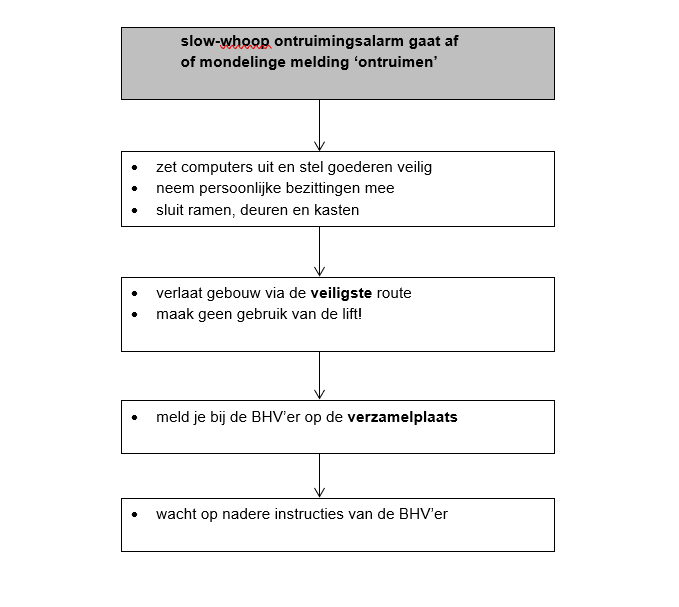 slow-whoop ontruimingsalarm gaat af
of mondelinge melding ‘ontruimen’
• zet computers uit en stel goederen veilig
• neem persoonlijke bezittingen mee
• sluit ramen, deuren en kasten
• verlaat gebouw via de veiligste route
• maak geen gebruik van de lift!
• meld je bij de BHV’er op de verzamelplaats
• wacht op nadere instructies van de BHV’er